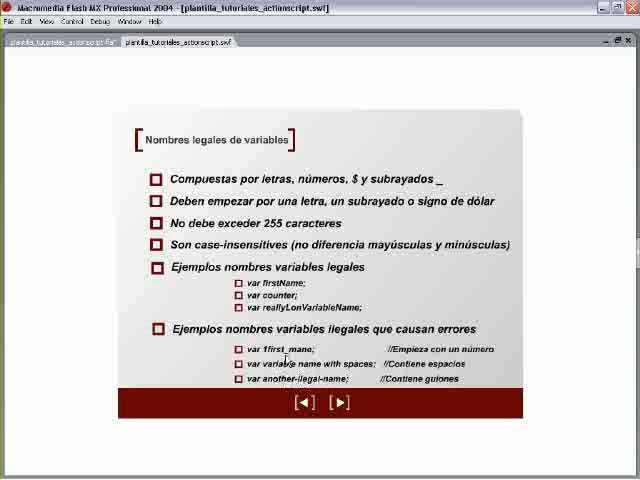 Macromedia Flash MX Professional 2004 - [plantilla_tutoriales_actionscript.swf]
File Edit View Control Debug Window Help
plantilla_tutoriales_actionscript.fla* plantilla_tutoriales_actionscript.swf
Nombres legales de variables
Compuestas por letras, números, $ y subrayados _
Deben empezar por una letra, un subrayado o signo de dólar
No debe exceder 255 caracteres
Son case-insensitives (no diferencia mayúsculas y minúsculas)
Ejemplos nombres variables legales
var firstName;
var counter;
var reallyLonVariableName;
Ejemplos nombres variables ilegales que causan errores
var 1first_mane; //Empieza con un número
var variable name with spaces; //Contiene espacios
var another-ilegal-name; //Contiene guiones